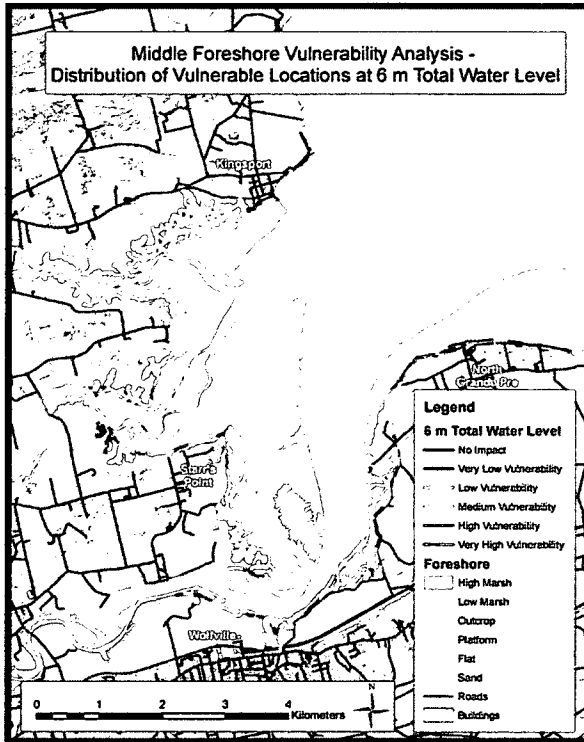 Middle Foreshore Vulnerability Analysis -
Distribution of Vulnerable Locations at 6 m Total Water Level
Kingsport
North
Grand Pre
Starr's
Point
Wolfville
Legend
6 m Total Water Level
No Impact
Very Low Vulnerability
Low Vulnerability
Medium Vulnerability
High Vulnerability
Very High Vulnerability
Foreshore
High Marsh
Low Marsh
Outcrop
Platform
Flat
Sand
Roads
Buildings
N
0 1 2 3 4
Kilometers